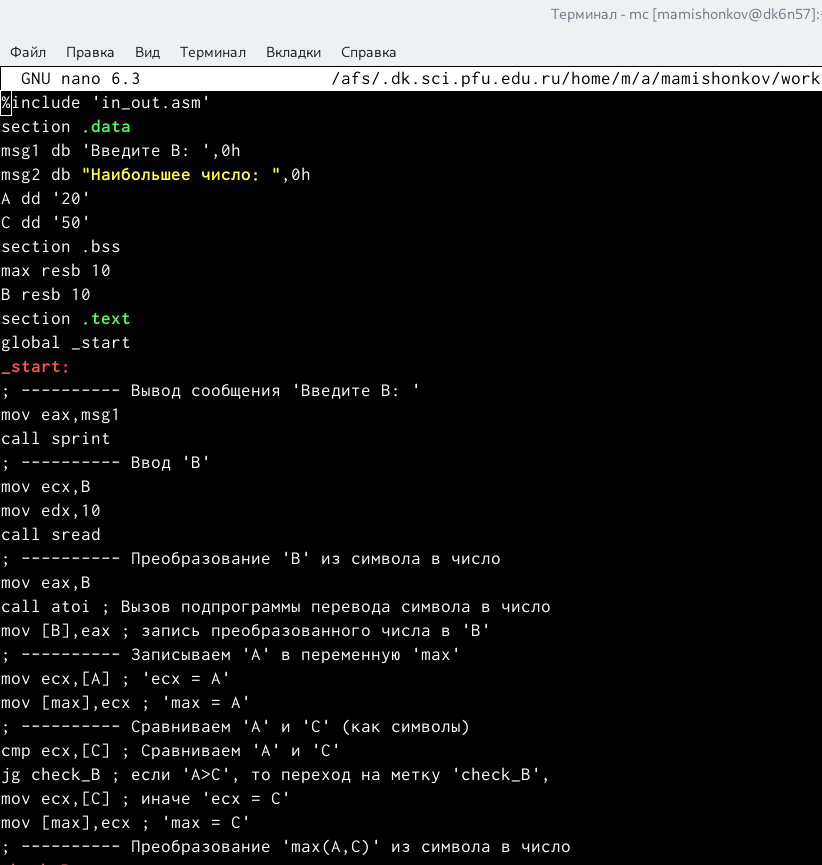 Терминал - mc [mamishonkov@dk6n57]:
Файл Правка Вид Терминал Вкладки Справка
GNU nano 6.3 /afs/.dk.sci.pfu.edu.ru/home/m/a/mamishonkov/work
%include 'in_out.asm'
section .data
msg1 db 'Введите B: ',0h
msg2 db "Наибольшее число: ",0h
A dd '20'
C dd '50'
section .bss
max resb 10
B resb 10
section .text
global _start
_start:
; ---------- Вывод сообщения 'Введите B: '
mov eax,msg1
call sprint
; ---------- Ввод 'B'
mov ecx,B
mov edx,10
call sread
; ---------- Преобразование 'B' из символа в число
mov eax,B
call atoi ; Вызов подпрограммы перевода символа в число
mov [B],eax ; запись преобразованного числа в 'B'
; ---------- Записываем 'A' в переменную 'max'
mov ecx,[A] ; 'ecx = A'
mov [max],ecx ; 'max = A'
; ---------- Сравниваем 'A' и 'С' (как символы)
cmp ecx,[C] ; Сравниваем 'A' и 'С'
jg check_B ; если 'A>C', то переход на метку 'check_B',
mov ecx,[C] ; иначе 'ecx = C'
mov [max],ecx ; 'max = C'
; ---------- Преобразование 'max(A,C)' из символа в число